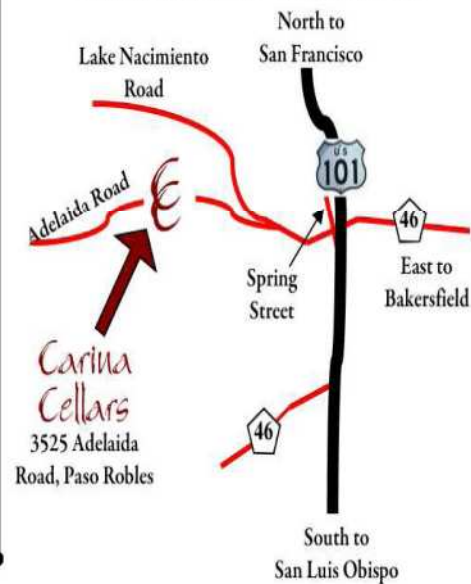 North to
San Francisco
Lake Nacimiento
Road
US
101
Adelaida Road
46
East to
Bakersfield
Spring
Street
Carina
Cellars
3525 Adelaida
Road, Paso Robles
46
South to
San Luis Obispo